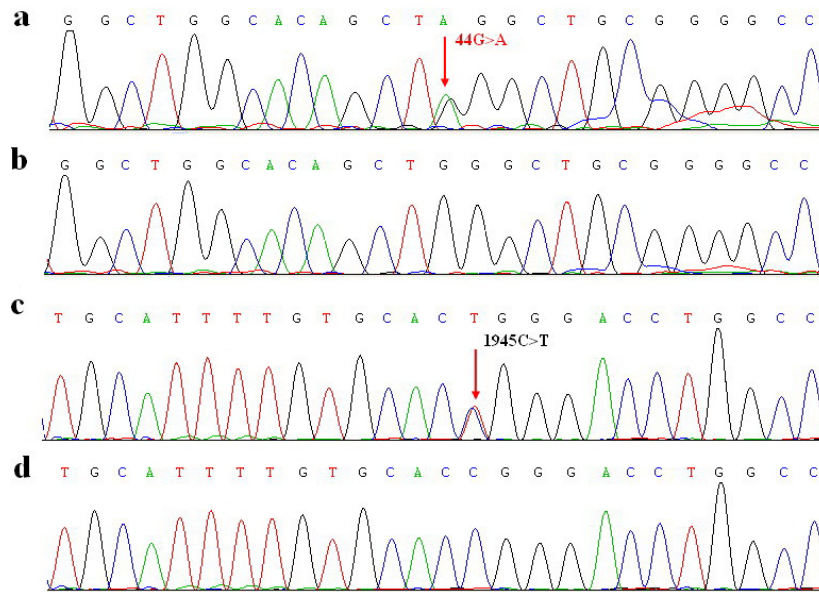 a G G C T G G C A C A G C T A G G C T G C G G G G C C
44G>A
b G G C T G G C A C A G C T G G G C T G C G G G G C C
c T G C A T T T T G T G C A C T G G G A C C T G G C C
1945C>T
d T G C A T T T T G T G C A C C G G G A C C T G G C C